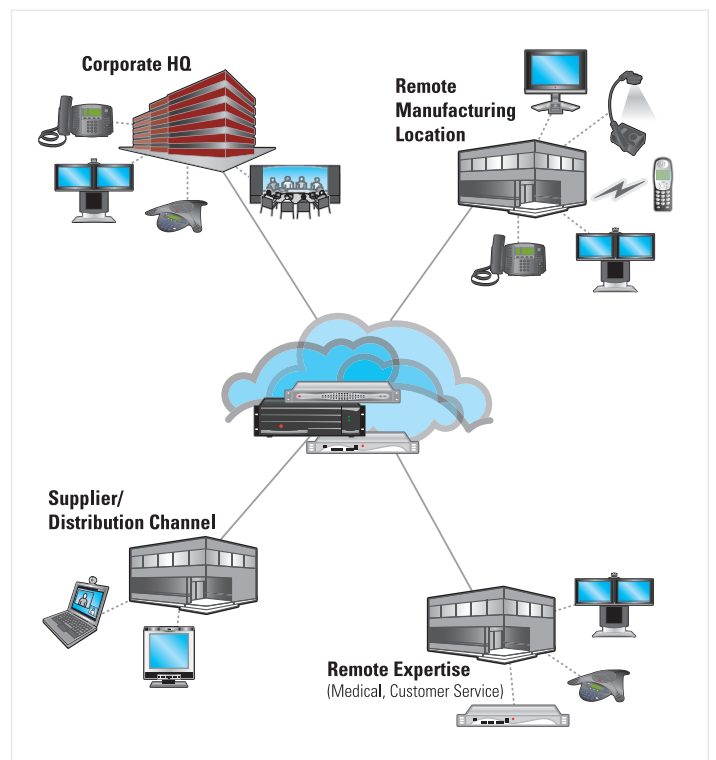 Corporate HQ
Remote
Manufacturing
Location
Supplier/
Distribution Channel
Remote Expertise
(Medical, Customer Service)